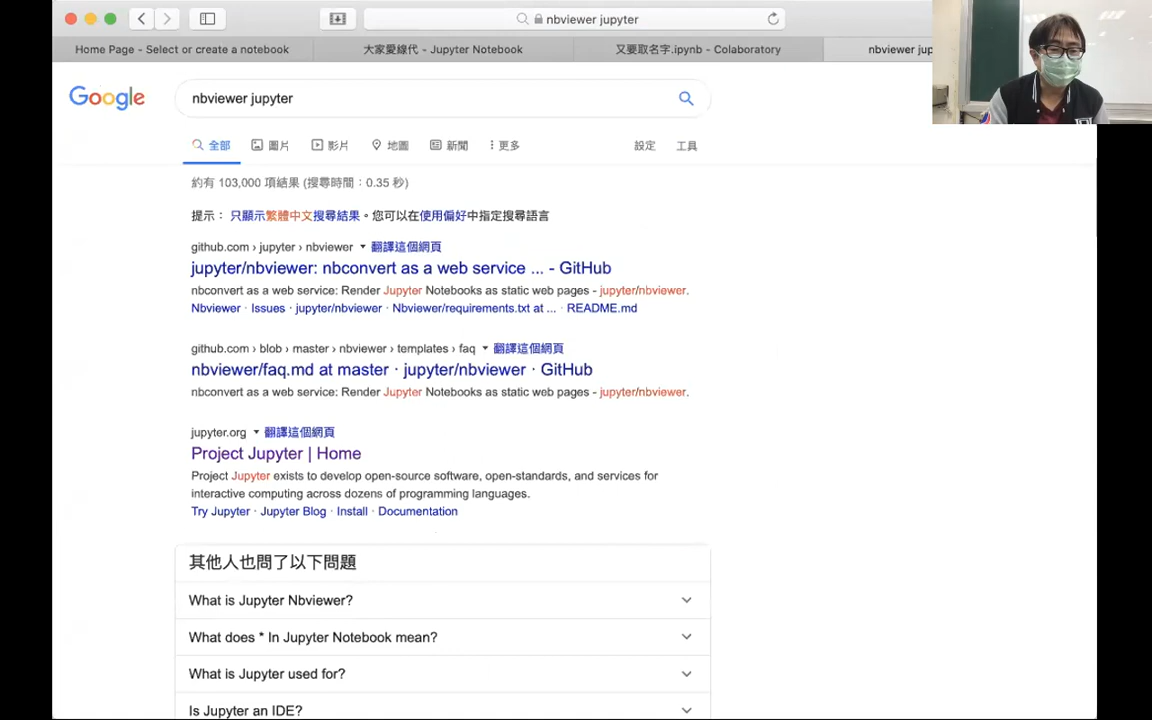 nbviewer jupyter
Home Page - Select or create a notebook
大家愛線代 - Jupyter Notebook
又要取名字.ipynb - Colaboratory
nbviewer jup
Google
nbviewer jupyter
全部 圖片 影片 地圖 新聞 更多 設定 工具
約有 103,000 項結果 (搜尋時間：0.35 秒)
提示： 只顯示繁體中文搜尋結果。您可以在使用偏好中指定搜尋語言
github.com › jupyter › nbviewer 翻譯這個網頁
jupyter/nbviewer: nbconvert as a web service ... - GitHub
nbconvert as a web service: Render Jupyter Notebooks as static web pages - jupyter/nbviewer.
Nbviewer · Issues · jupyter/nbviewer · Nbviewer/requirements.txt at ... · README.md
github.com › blob › master › nbviewer › templates › faq 翻譯這個網頁
nbviewer/faq.md at master · jupyter/nbviewer · GitHub
nbconvert as a web service: Render Jupyter Notebooks as static web pages - jupyter/nbviewer.
jupyter.org 翻譯這個網頁
Project Jupyter | Home
Project Jupyter exists to develop open-source software, open-standards, and services for
interactive computing across dozens of programming languages.
Try Jupyter · Jupyter Blog · Install · Documentation
其他人也問了以下問題
What is Jupyter Nbviewer?
What does * In Jupyter Notebook mean?
What is Jupyter used for?
Is Jupyter an IDE?